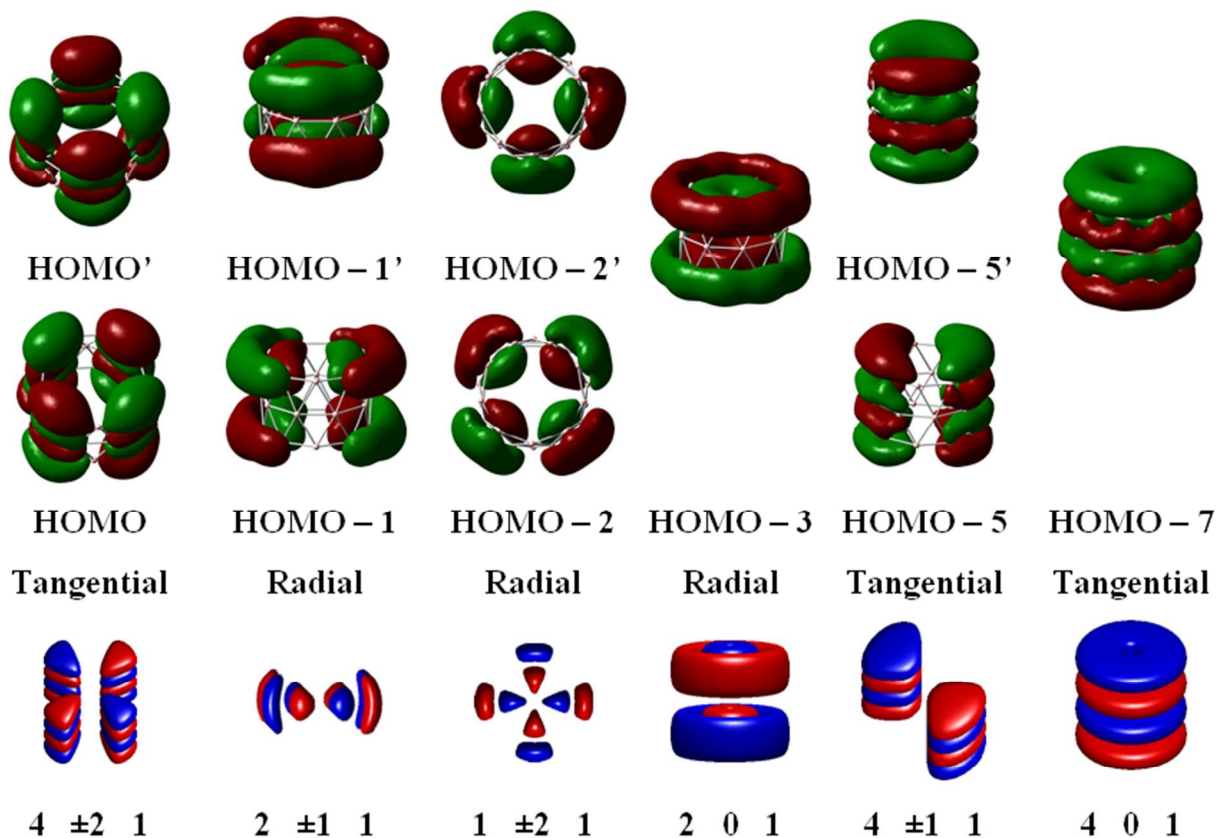 HOMO’ HOMO – 1’ HOMO – 2’ HOMO – 5’
HOMO HOMO – 1 HOMO – 2 HOMO – 3 HOMO – 5 HOMO – 7
Tangential Radial Radial Radial Tangential Tangential
4 ±2 1 2 ±1 1 1 ±2 1 2 0 1 4 ±1 1 4 0 1